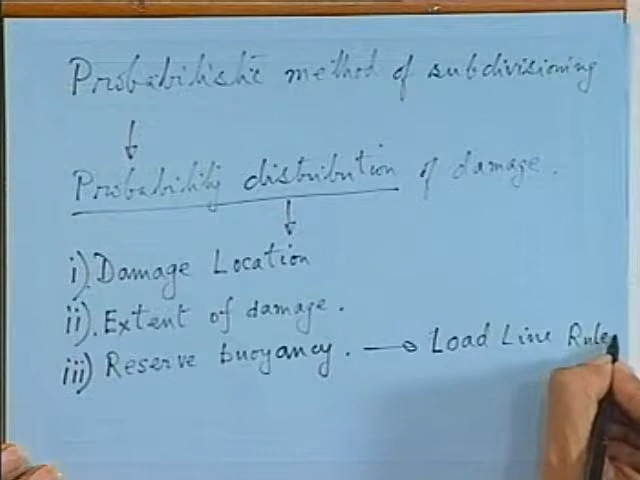 Probabilistic method of subdivisioning
↓
Probability distribution of damage.
↓
i) Damage Location
ii). Extent of damage.
iii) Reserve buoyancy. → Load Line Rule